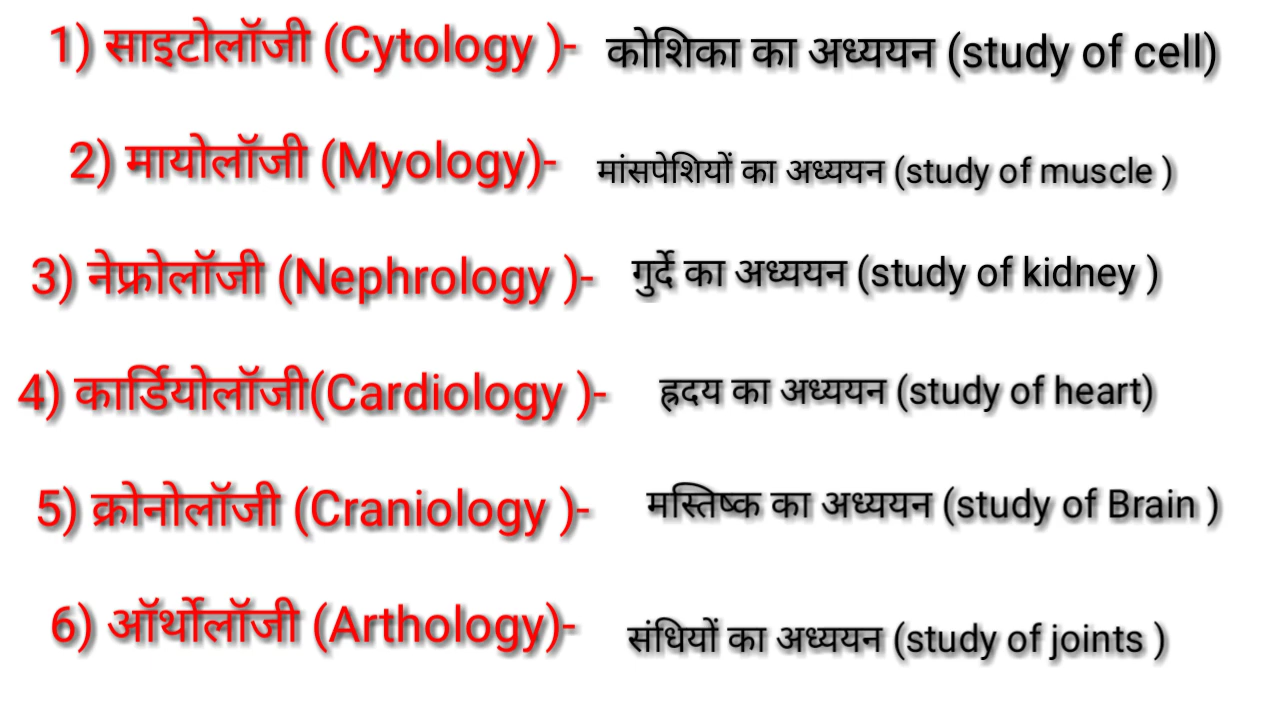 1) साइटोलॉजी (Cytology )- कोशिका का अध्ययन (study of cell)
2) मायोलॉजी (Myology)- मांसपेशियों का अध्ययन (study of muscle )
3) नेफ्रोलॉजी (Nephrology )- गुर्दे का अध्ययन (study of kidney )
4) कार्डियोलॉजी(Cardiology )- ह्रदय का अध्ययन (study of heart)
5) क्रोनोलॉजी (Craniology )- मस्तिष्क का अध्ययन (study of Brain )
6) ऑर्थोलॉजी (Arthology)- संधियों का अध्ययन (study of joints )